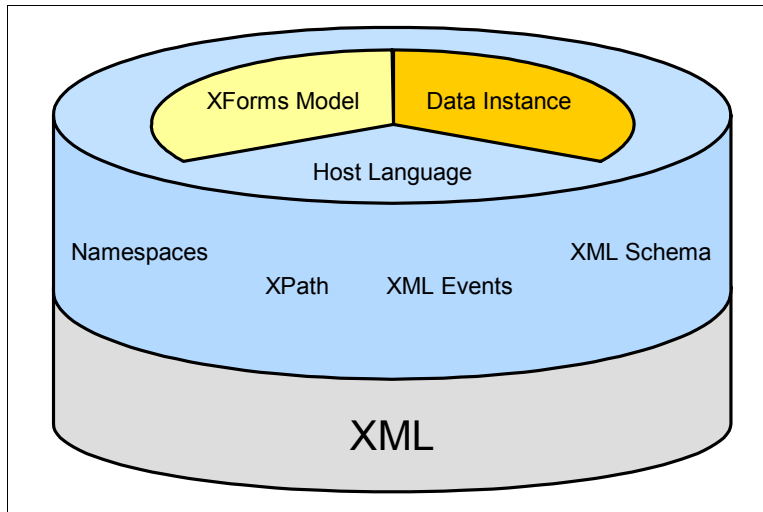 XForms Model
Data Instance
Host Language
Namespaces
XML Schema
XPath
XML Events
XML